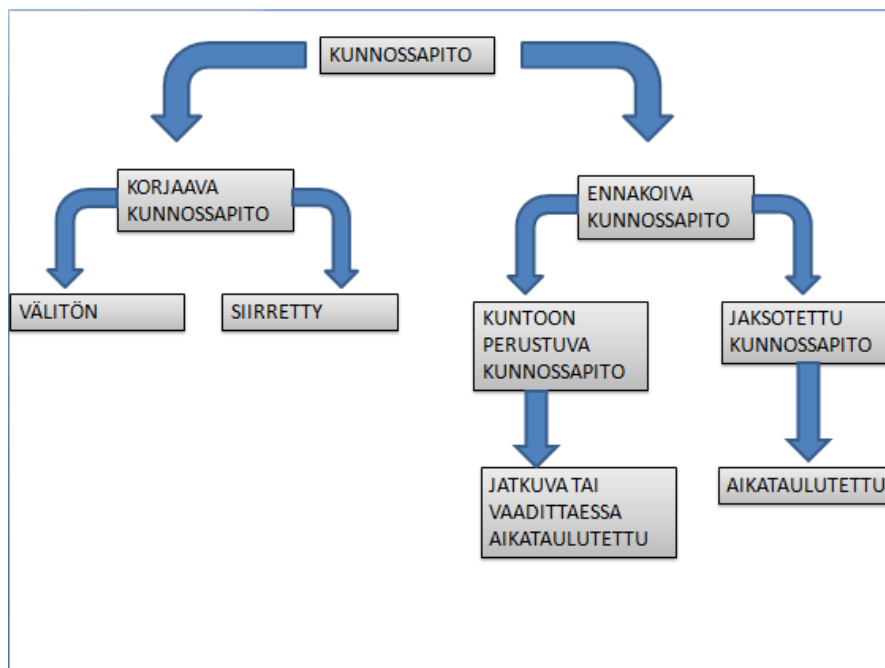 KUNNOSSAPITO
KORJAAVA
KUNNOSSAPITO
ENNAKOIVA
KUNNOSSAPITO
VÄLITÖN
SIIRRETTY
KUNTOON
PERUSTUVA
KUNNOSSAPITO
JAKSOTETTU
KUNNOSSAPITO
JATKUVA TAI
VAADITTAESSA
AIKATAULUTETTU
AIKATAULUTETTU